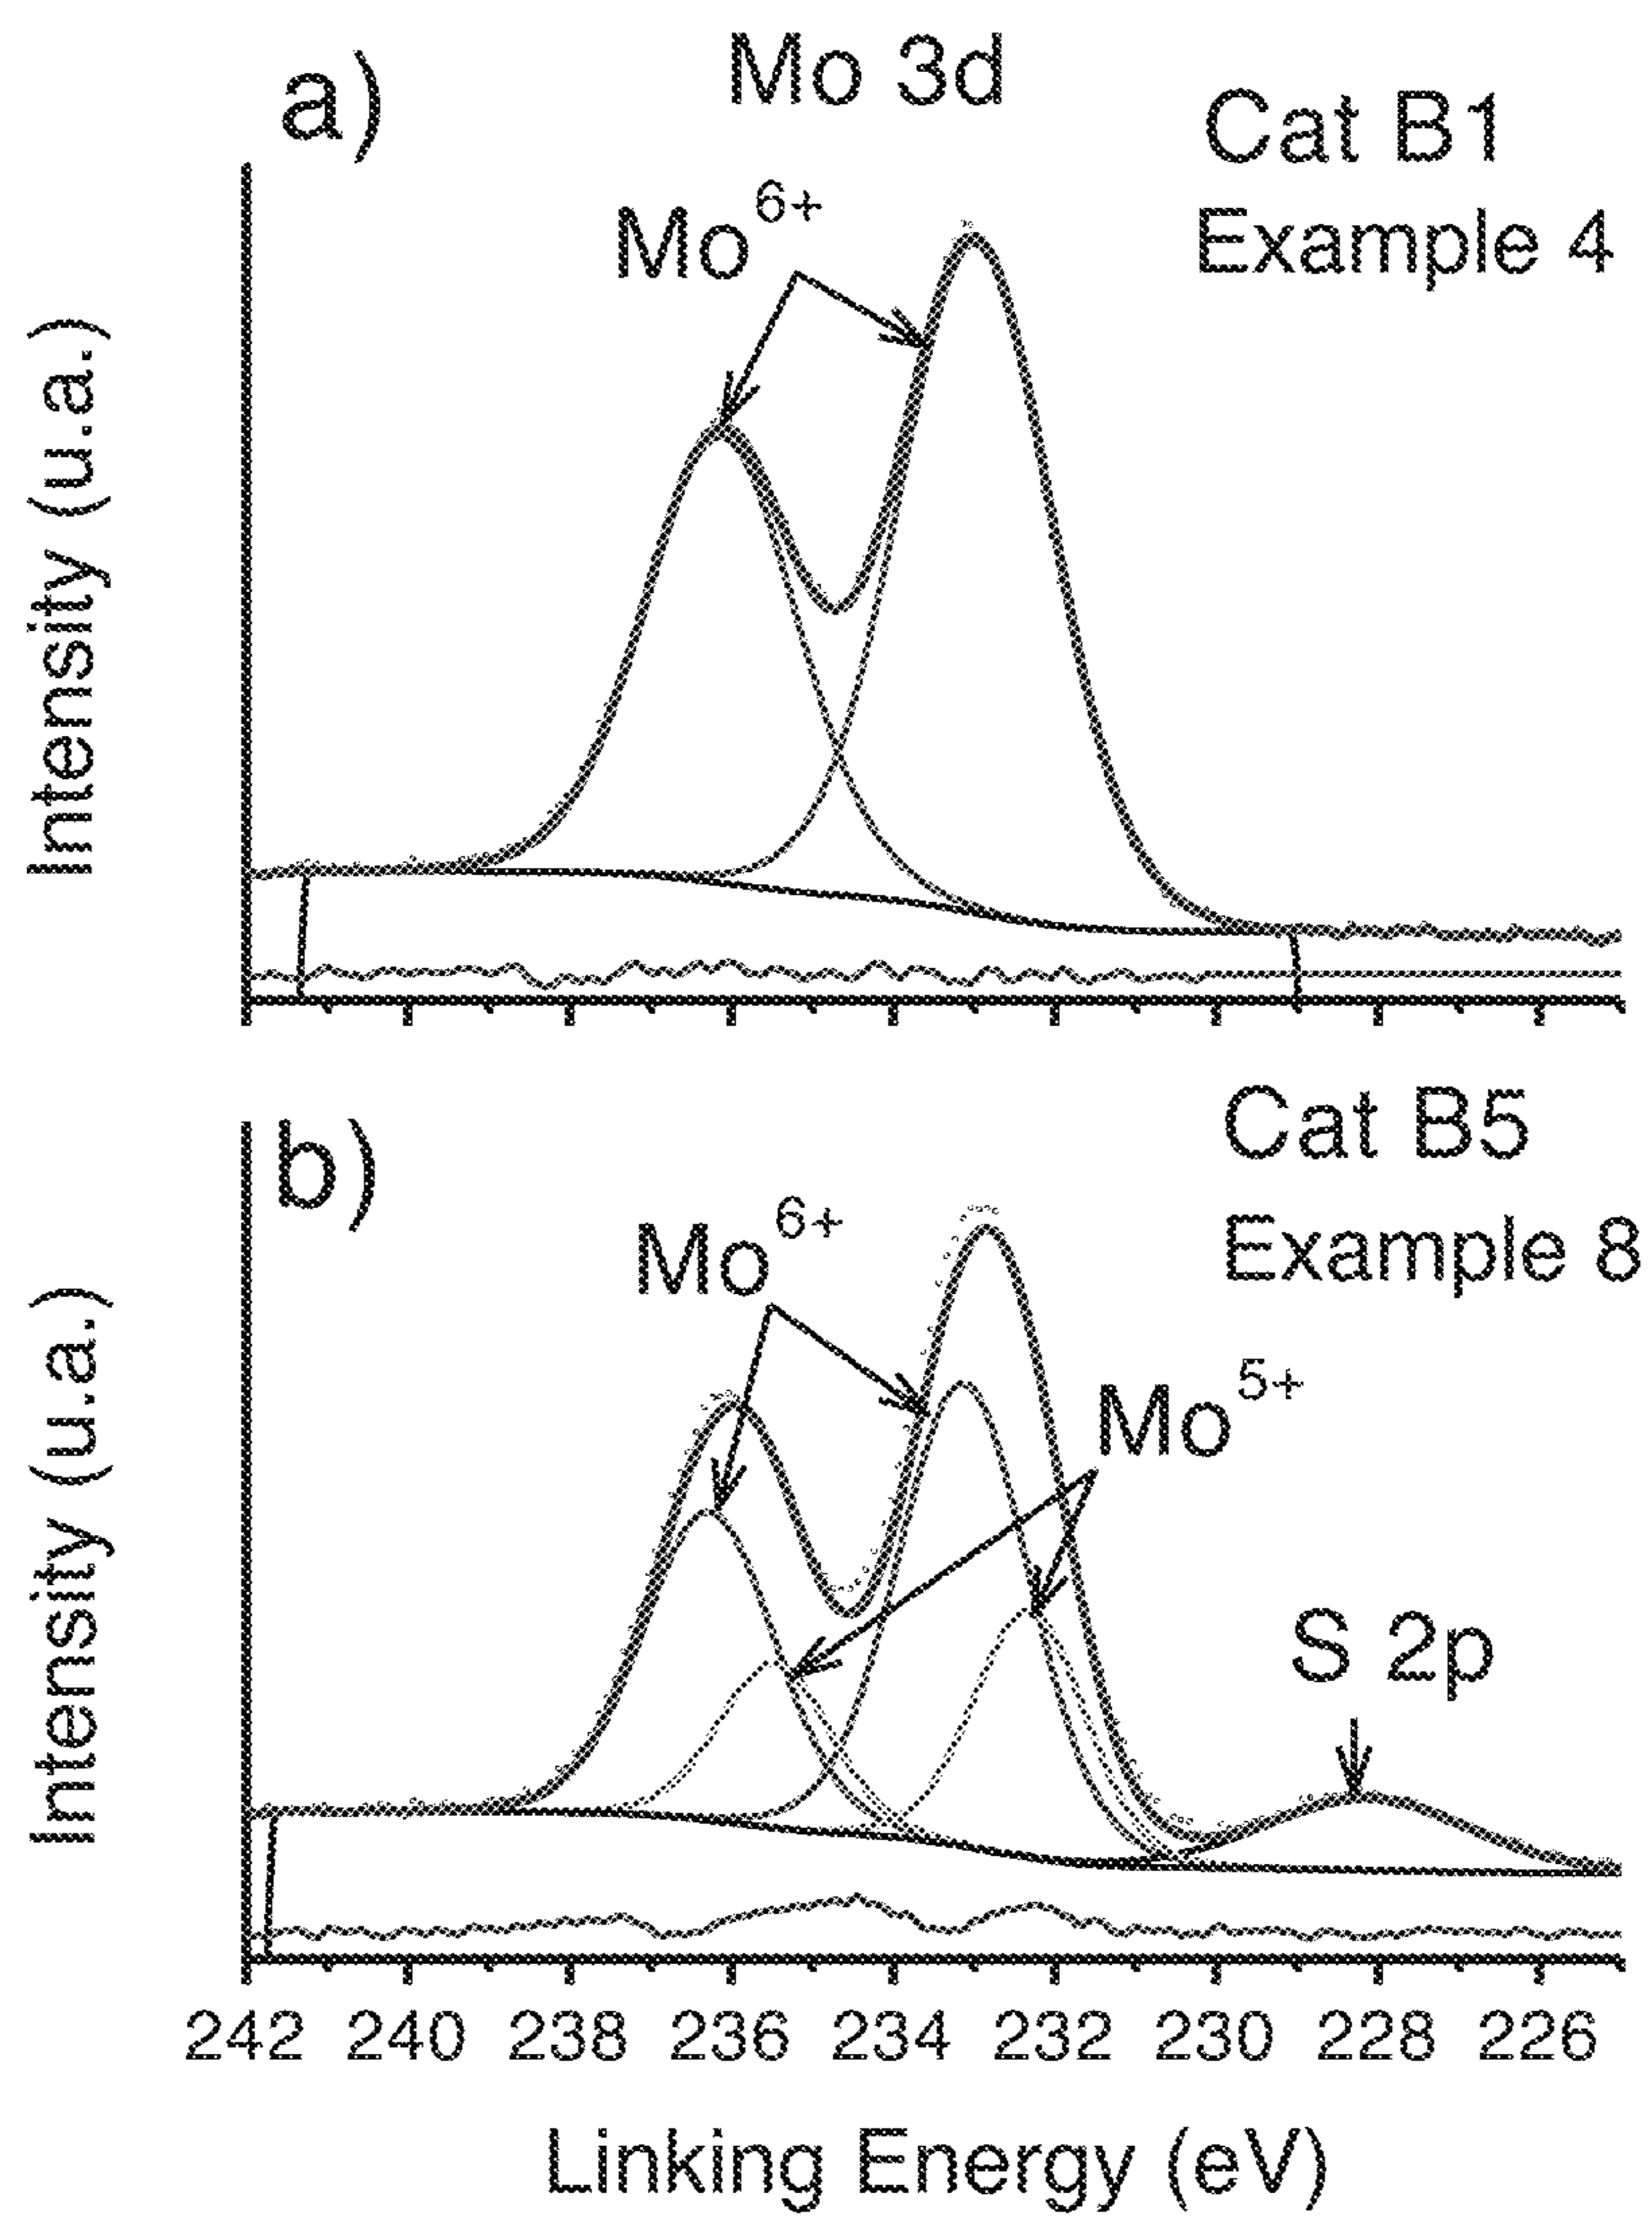 a)
Mo 3d
Cat B1
Example 4
Mo6+
Intensity (u.a.)
b)
Cat B5
Example 8
Mo6+
Mo5+
S 2p
Intensity (u.a.)
242 240 238 236 234 232 230 228 226
Linking Energy (eV)